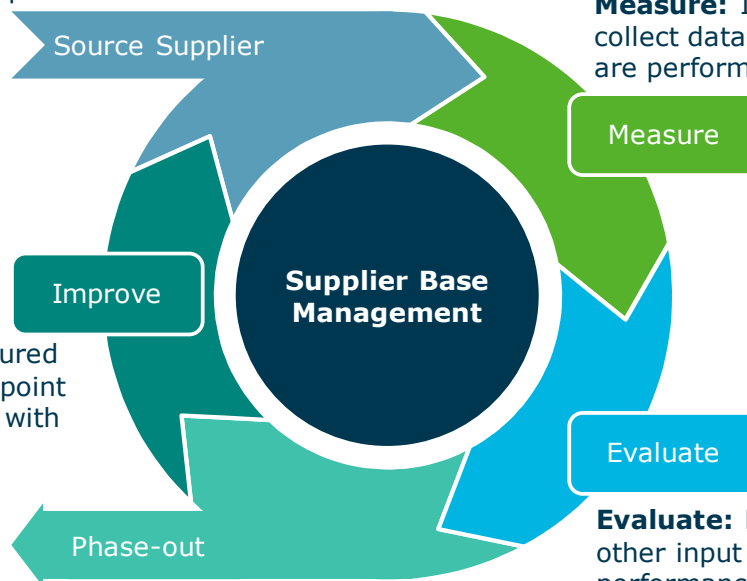 Source Supplier
Measure:
collect data
are perform
Measure
Improve
Supplier Base
Management
ured
point
with
Evaluate
Phase-out
Evaluate:
other input